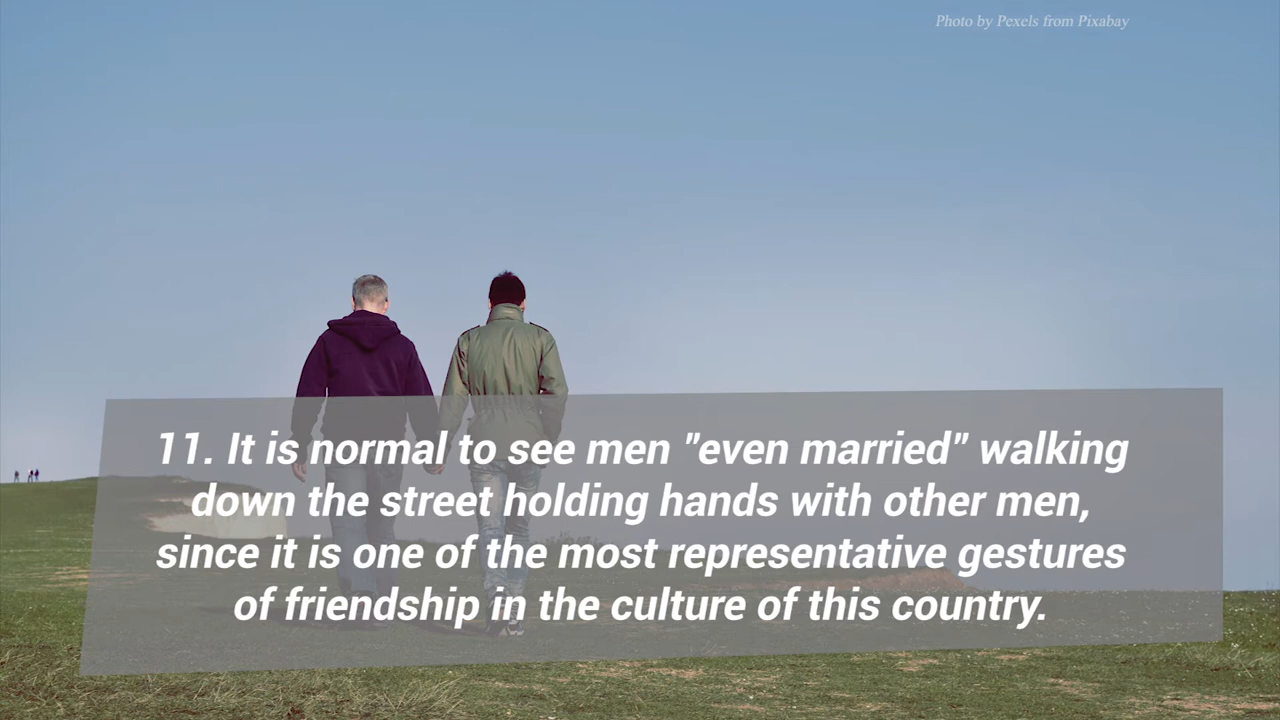 Photo by Pexels from Pixabay
11. It is normal to see men "even married" walking
down the street holding hands with other men,
since it is one of the most representative gestures
of friendship in the culture of this country.